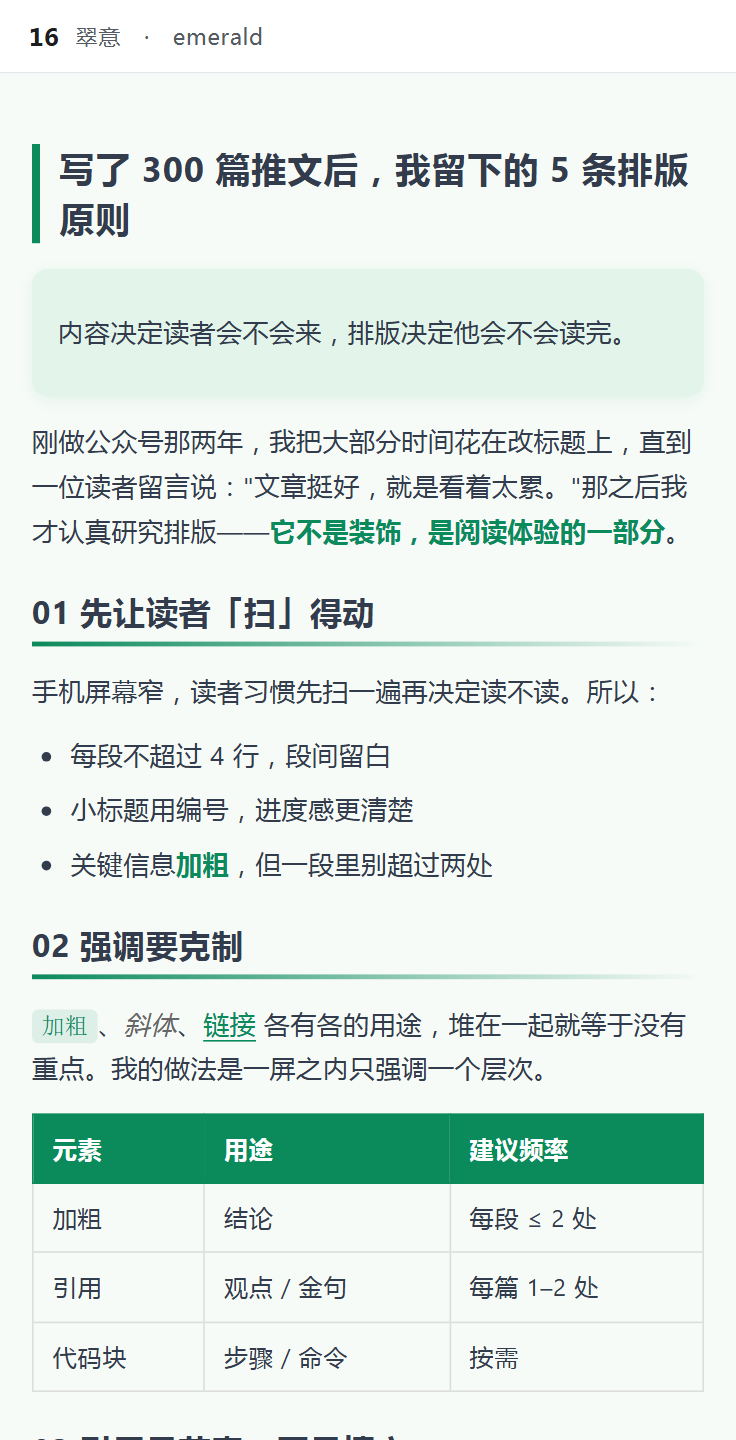 16 翠意 · emerald
写了 300 篇推文后，我留下的 5 条排版
原则
内容决定读者会不会来，排版决定他会不会读完。
刚做公众号那两年，我把大部分时间花在改标题上，直到
一位读者留言说："文章挺好，就是看着太累。"那之后我
才认真研究排版——它不是装饰，是阅读体验的一部分。
01 先让读者「扫」得动
手机屏幕窄，读者习惯先扫一遍再决定读不读。所以：
• 每段不超过 4 行，段间留白
• 小标题用编号，进度感更清楚
• 关键信息加粗，但一段里别超过两处
02 强调要克制
加粗、斜体、链接 各有各的用途，堆在一起就等于没有
重点。我的做法是一屏之内只强调一个层次。
元素 用途 建议频率
加粗 结论 每段 ≤ 2 处
引用 观点 / 金句 每篇 1–2 处
代码块 步骤 / 命令 按需